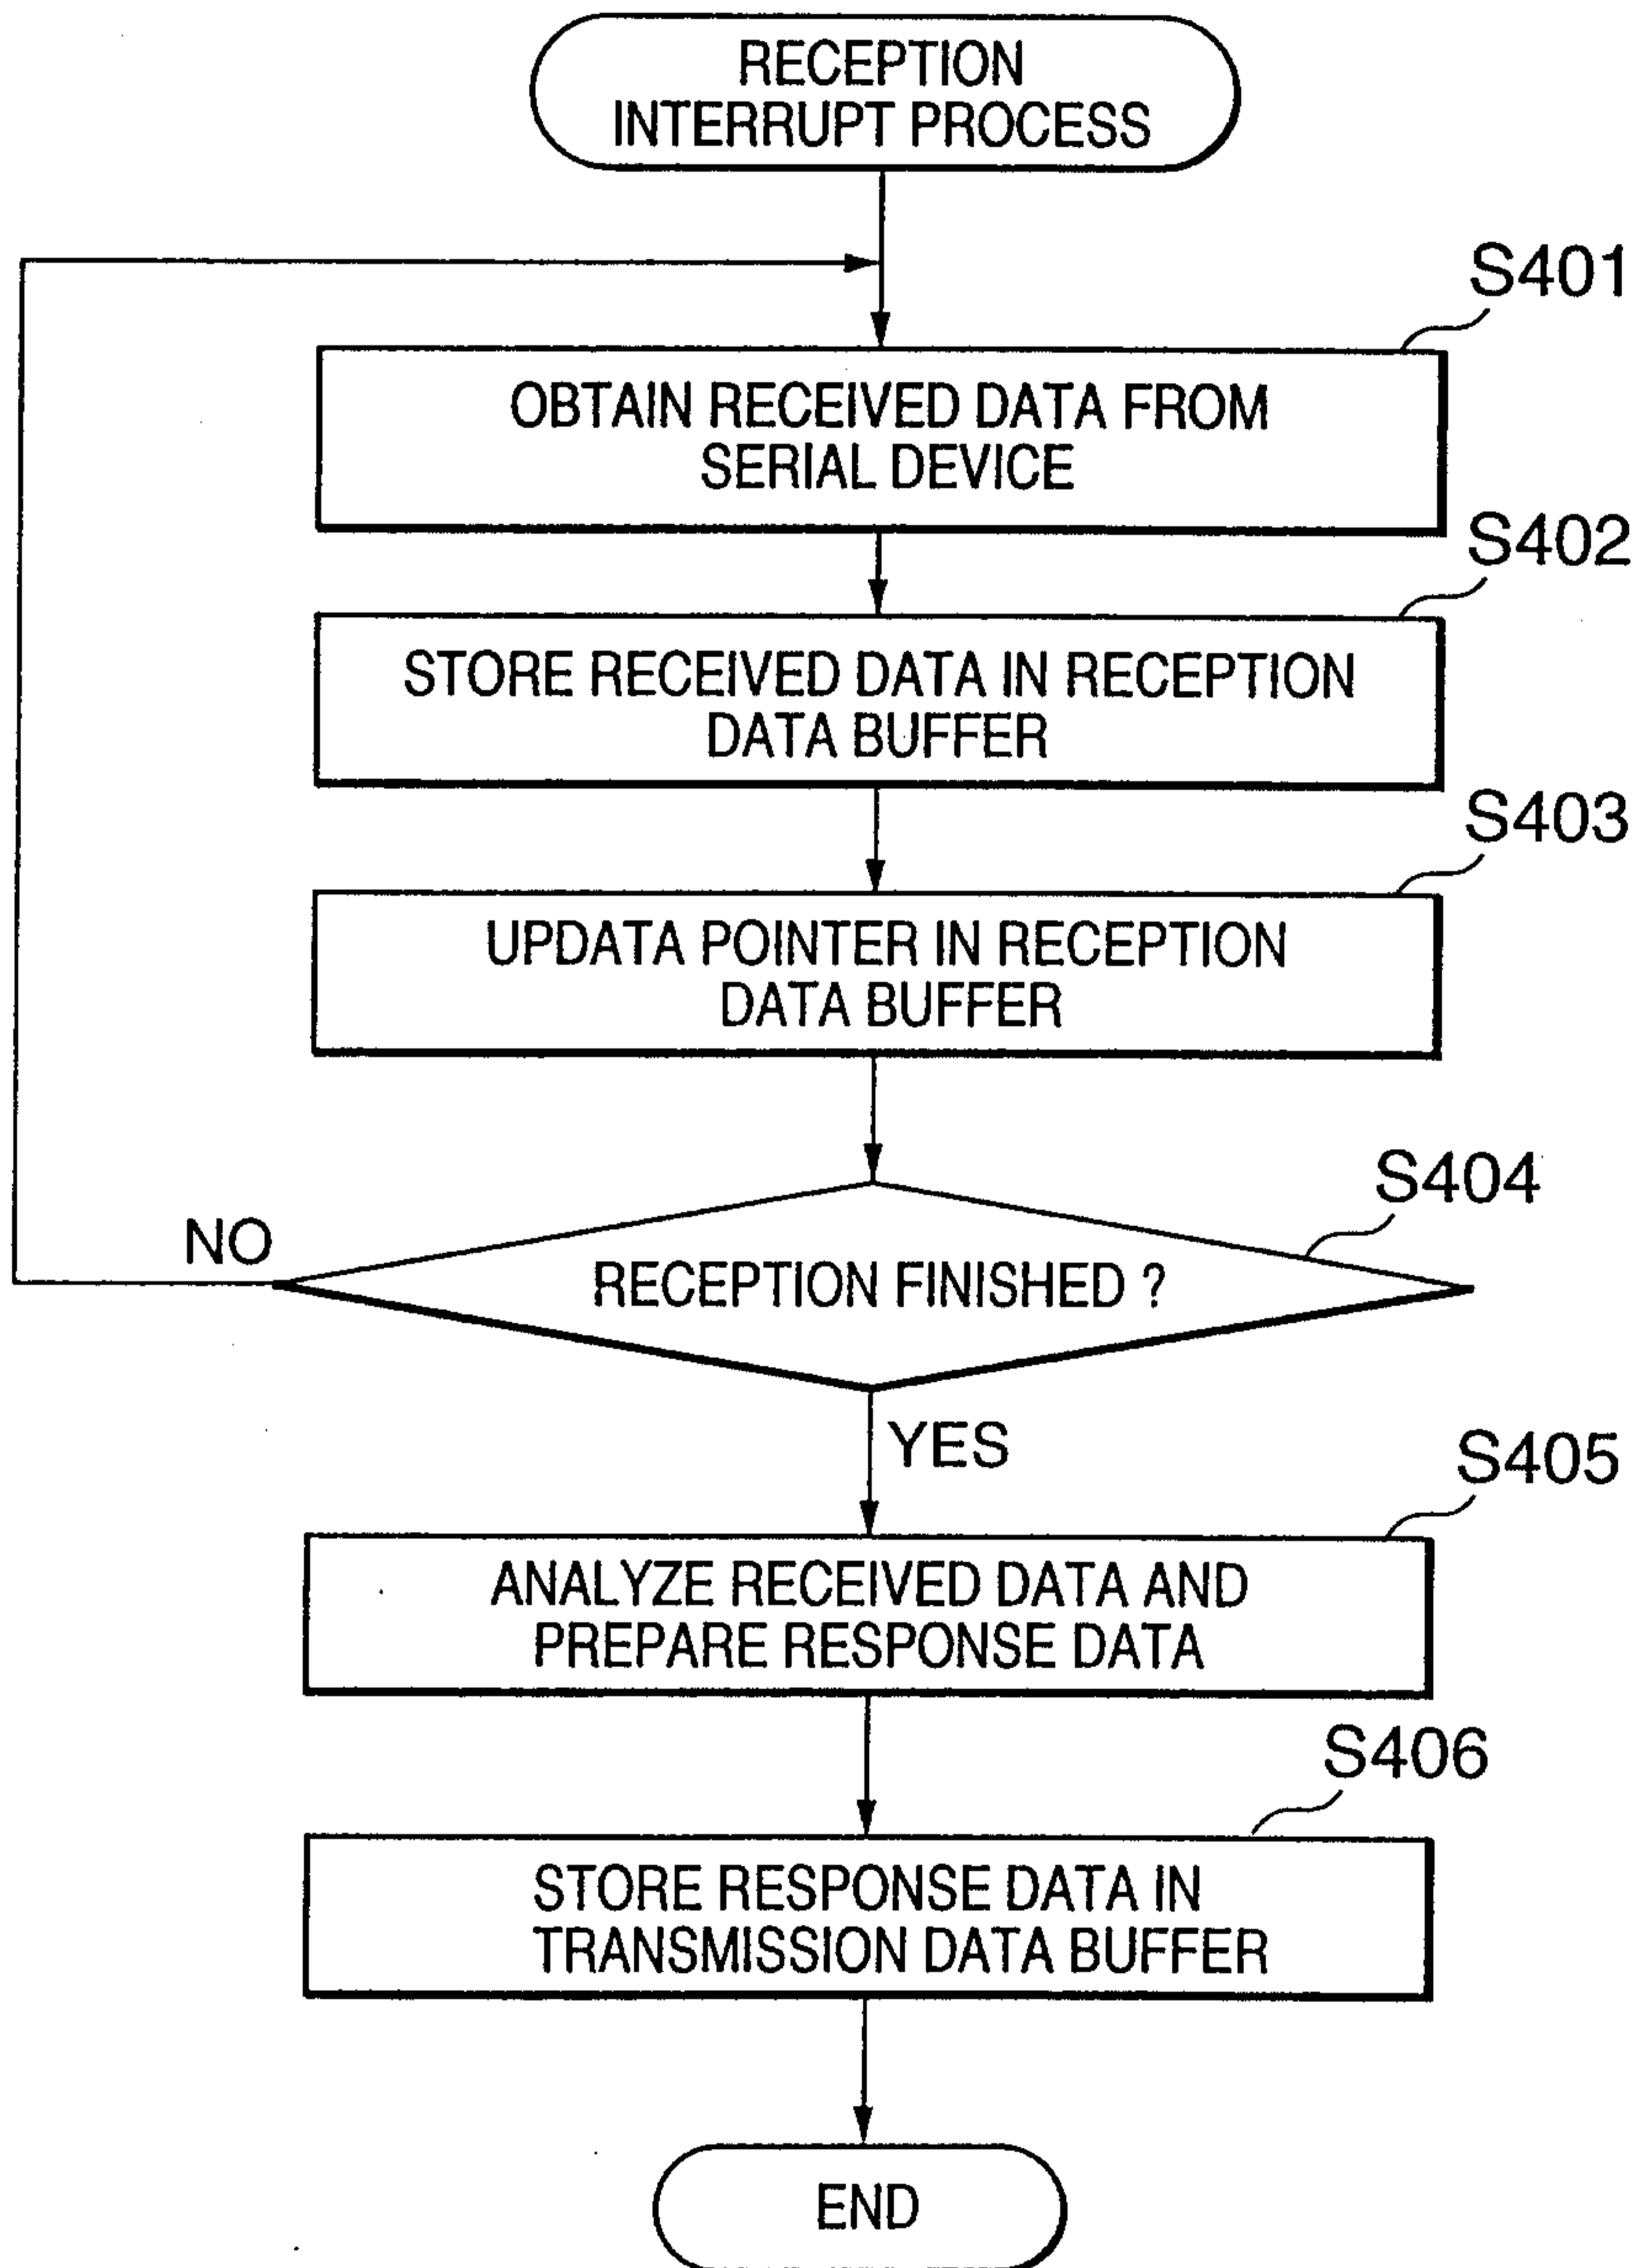 RECEPTION
INTERRUPT PROCESS
S401
OBTAIN RECEIVED DATA FROM
SERIAL DEVICE
S402
STORE RECEIVED DATA IN RECEPTION
DATA BUFFER
S403
UPDATA POINTER IN RECEPTION
DATA BUFFER
S404
NO
RECEPTION FINISHED ?
YES
S405
ANALYZE RECEIVED DATA AND
PREPARE RESPONSE DATA
S406
STORE RESPONSE DATA IN
TRANSMISSION DATA BUFFER
END